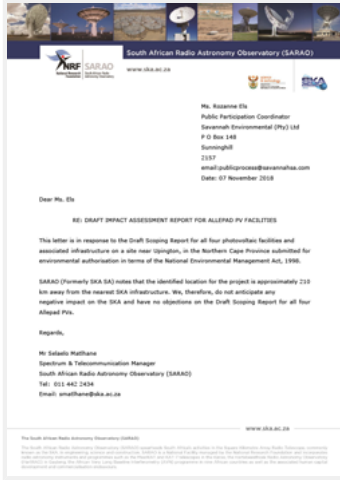 South African Radio Astronomy Observatory (SARAO)
NRF SARAO
www.ska.ac.za
SKA
Ms. Rozanne Els
Public Participation Coordinator
Savannah Environmental (Pty) Ltd
P O Box 148
Sunninghill
2157
email:publicprocess@savannahsa.com
Date: 07 November 2018
Dear Ms. Els
RE: DRAFT IMPACT ASSESSMENT REPORT FOR ALLEPAD PV FACILITIES
This letter is in response to the Draft Scoping Report for all four photovoltaic facilities and
associated infrastructure on a site near Upington, in the Northern Cape Province submitted for
environmental authorisation in terms of the National Environmental Management Act, 1998.
SARAO (Formerly SKA SA) notes that the identified location for the project is approximately 210
km away from the nearest SKA infrastructure. We, therefore, do not anticipate any
negative impact on the SKA and have no objections on the Draft Scoping Report for all four
Allepad PVs.
Regards,
Mr Selaelo Matlhane
Spectrum & Telecommunication Manager
South African Radio Astronomy Observatory (SARAO)
Tel: 011 442 2434
Email: smatlhane@ska.ac.za
www.ska.ac.za
The South African Radio Astronomy Observatory (SARAO)